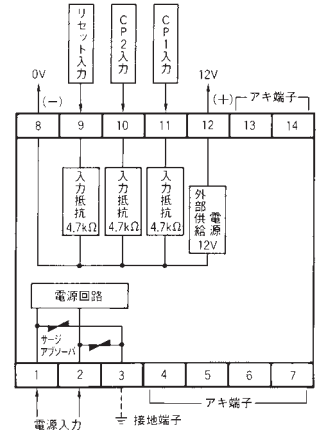 リセット入力
CP2入力
CP1入力
0V
(-)
12V
(+)
アキ端子
8
9
10
11
12
13
14
入力抵抗
4.7kΩ
入力抵抗
4.7kΩ
入力抵抗
4.7kΩ
外部供給
電源
12V
電源回路
サージ
アブソーバ
1
2
3
4
5
6
7
電源入力
接地端子
アキ端子